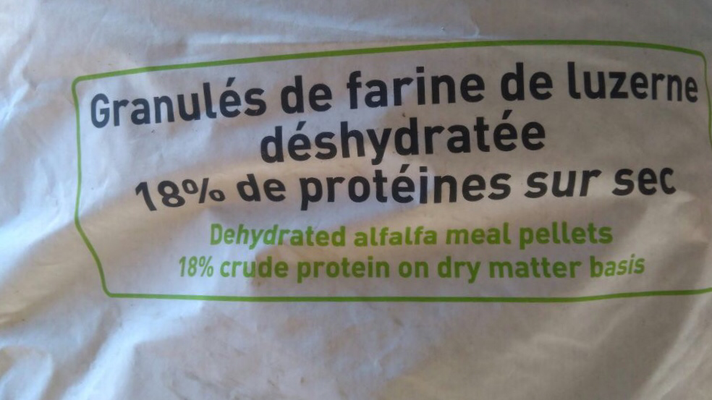 Granulés de farine de luzerne
déshydratée
18% de protéines sur sec
Dehydrated alfalfa meal pellets
18% crude protein on dry matter basis